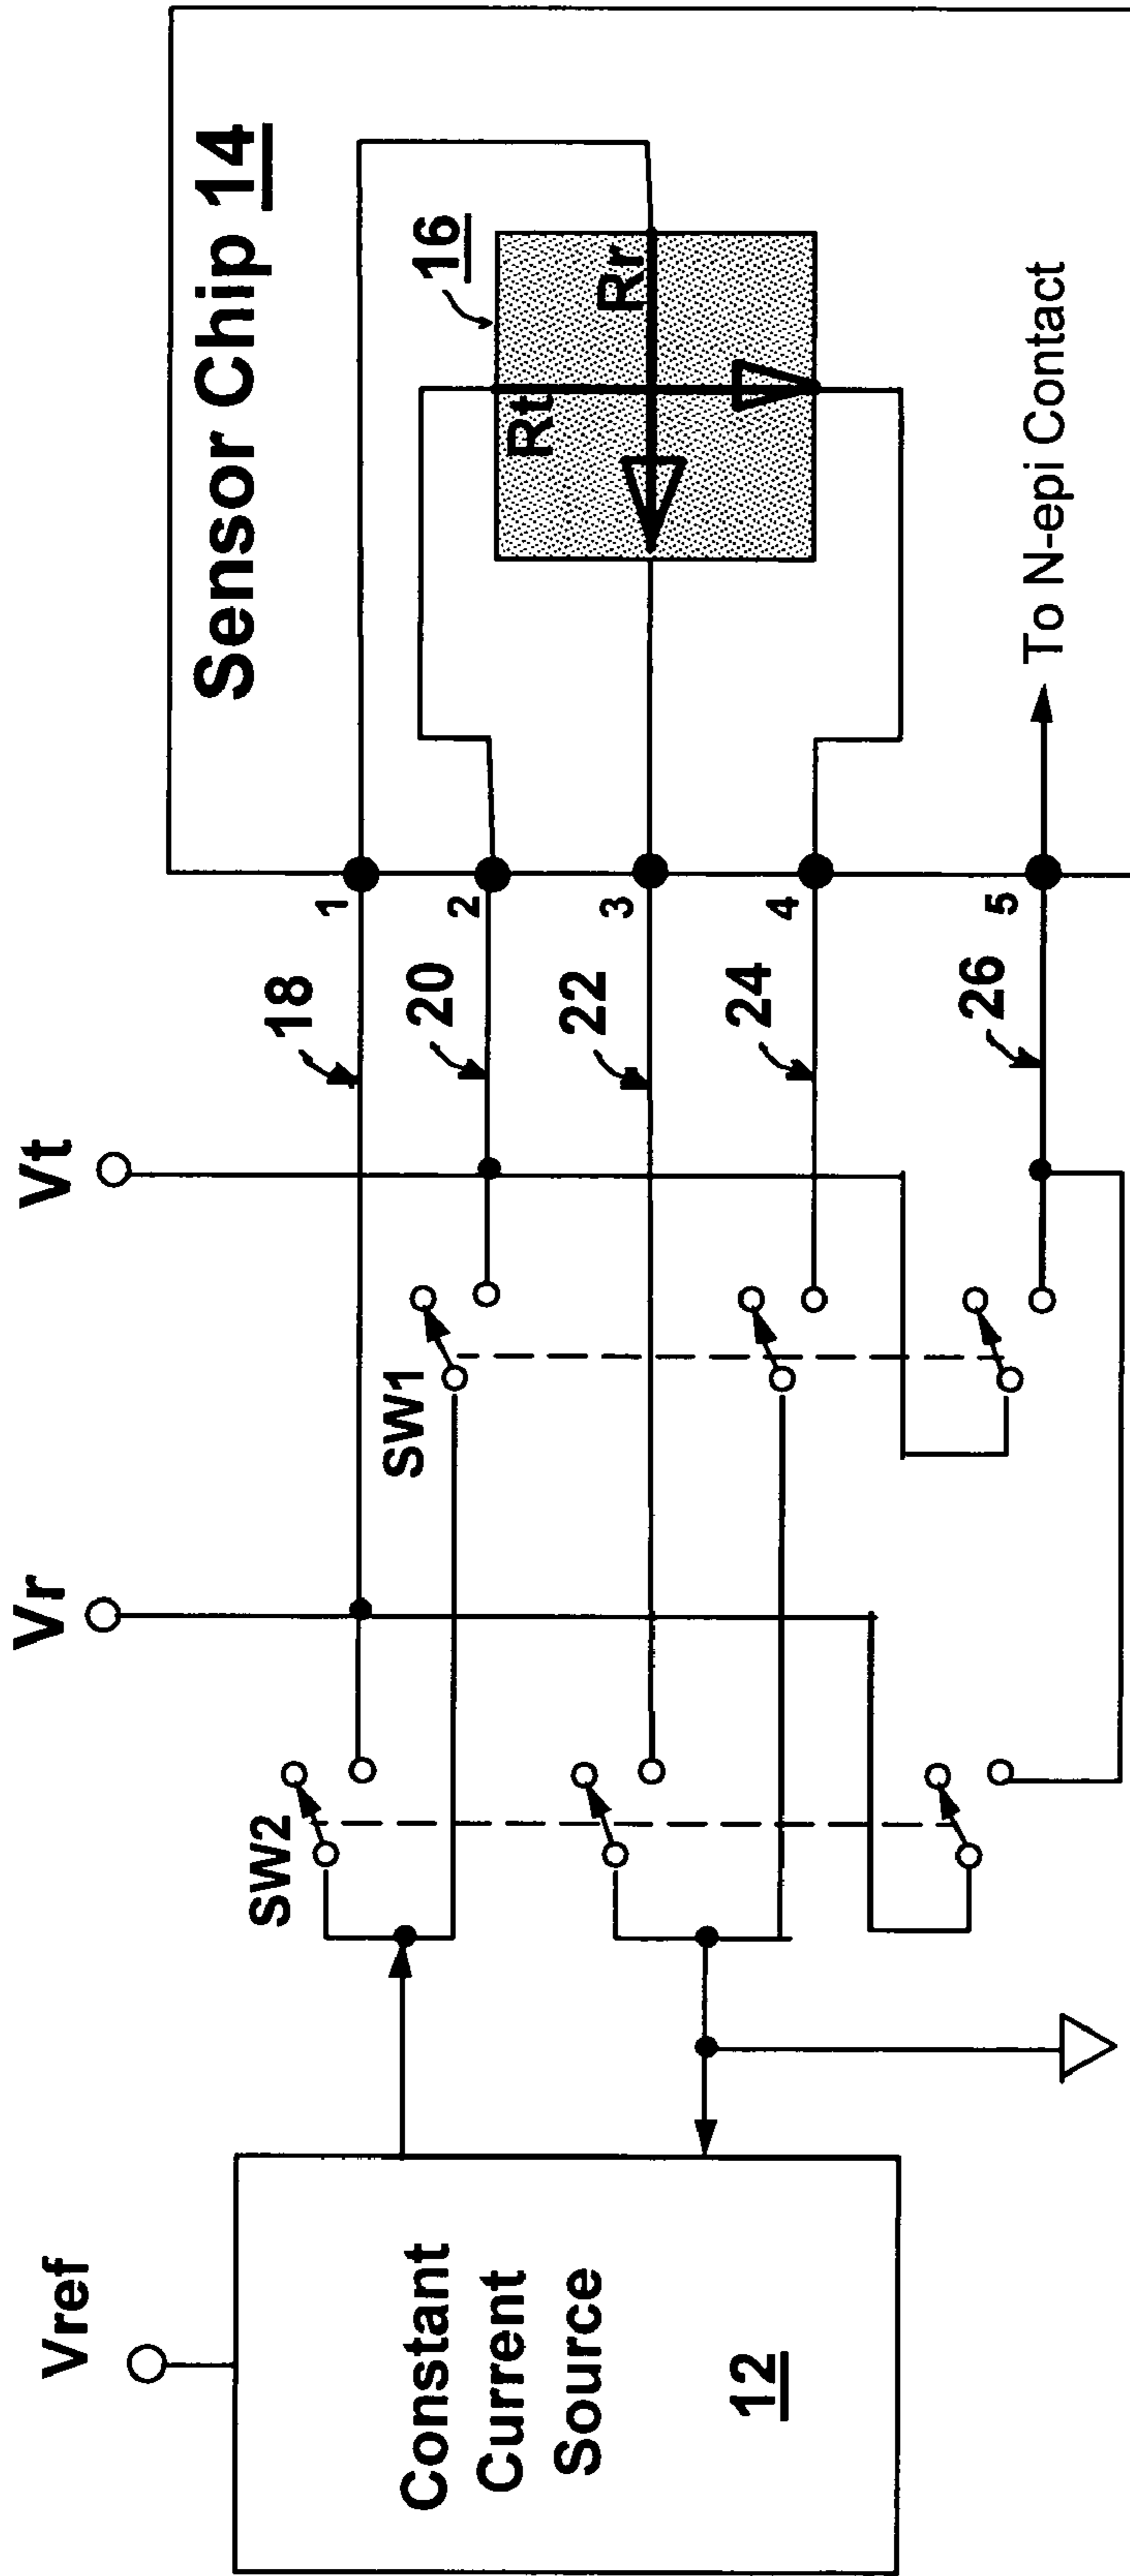 Vref
Vr
Vt
Constant
Current
Source
12
SW2
SW1
18
20
22
24
26
1
2
3
4
5
Sensor Chip 14
16
Rt
Rr
To N-epi Contact